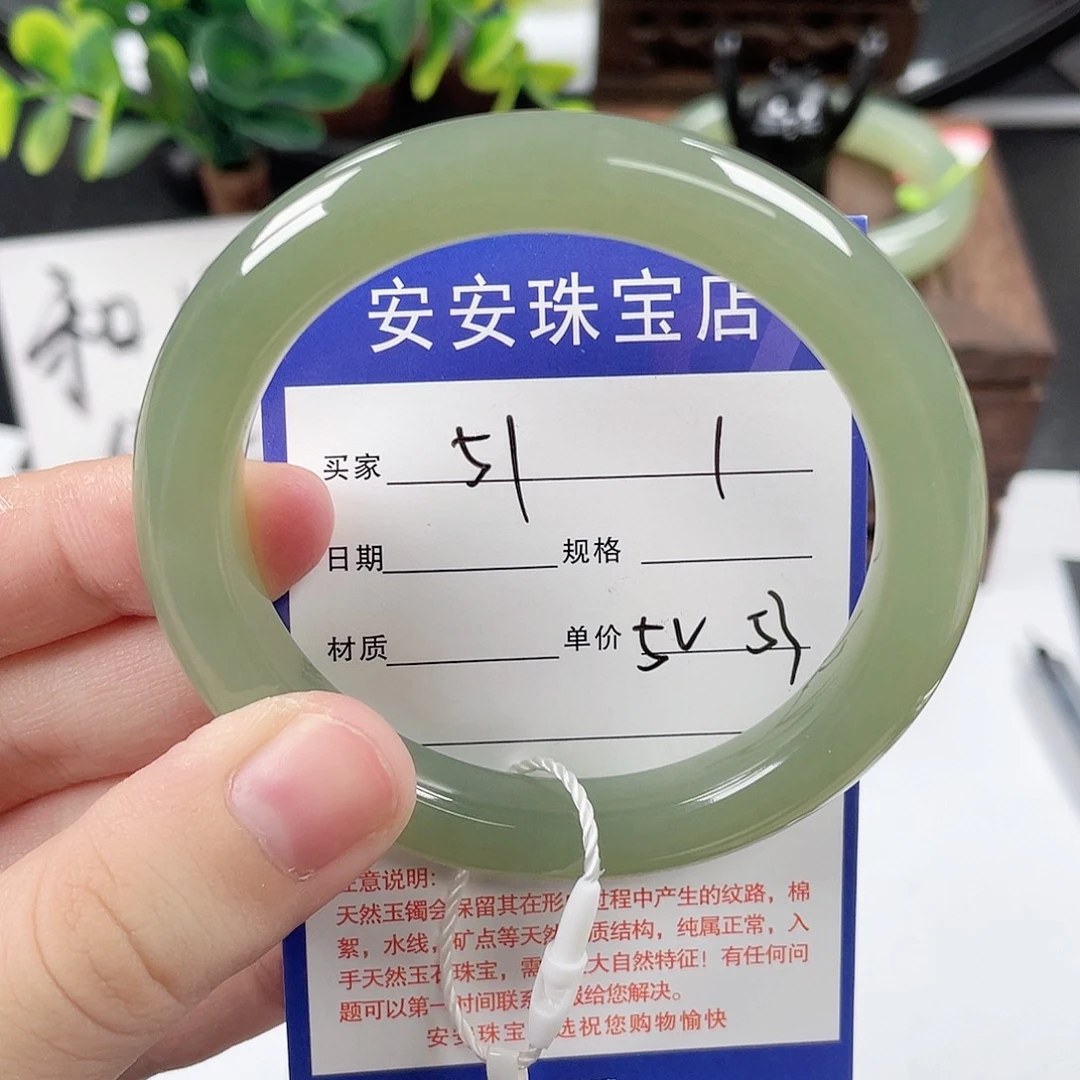 和
安安珠宝店
买家 51 1
日期 规格
材质 单价 5V
意说明：
天然玉镯会保留其在形 过程中产生的纹路，棉
絮，水线，矿点等天然 质结构，纯属正常，入
手天然玉石珠宝，需 大自然特征！有任何问
题可以第一时间联系 服给您解决。
安安珠宝 选祝您购物愉快